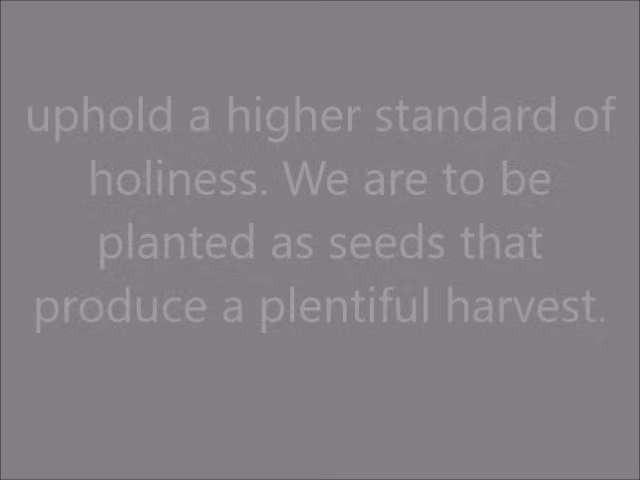 uphold a higher standard of
holiness. We are to be
planted as seeds that
produce a plentiful harvest.